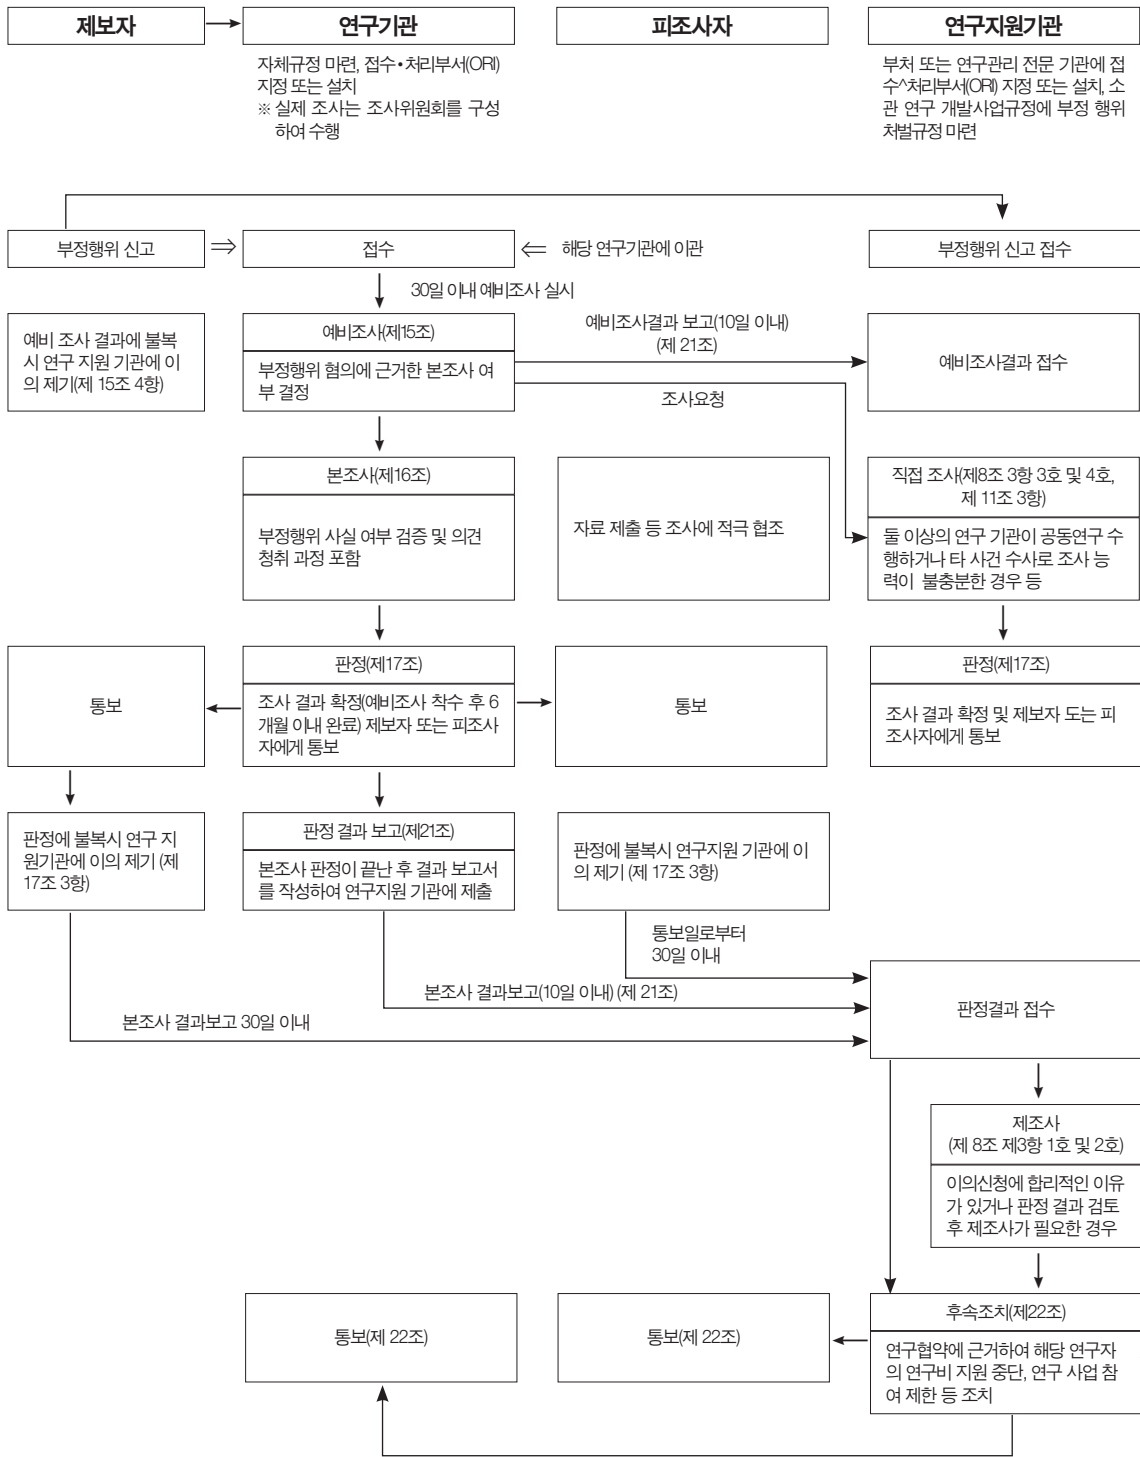 제보자
연구기관
피조사자
연구지원기관
자체규정 마련, 접수•처리부서(ORI)
지정 또는 설치
※ 실제 조사는 조사위원회를 구성
하여 수행
부처 또는 연구관리 전문 기관에 접
수^처리부서(ORI) 지정 또는 설치, 소
관 연구 개발사업규정에 부정 행위
처벌규정 마련
부정행위 신고
⇒
접수
⇐ 해당 연구기관에 이관
부정행위 신고 접수
30일 이내 예비조사 실시
예비 조사 결과에 불복
시 연구 지원 기관에 이
의 제기(제 15조 4항)
예비조사(제15조)
부정행위 혐의에 근거한 본조사 여
부 결정
예비조사결과 보고(10일 이내)
(제 21조)
조사요청
예비조사결과 접수
본조사(제16조)
부정행위 사실 여부 검증 및 의견
청취 과정 포함
자료 제출 등 조사에 적극 협조
직접 조사(제8조 3항 3호 및 4호,
제 11조 3항)
둘 이상의 연구 기관이 공동연구 수
행하거나 타 사건 수사로 조사 능
력이 불충분한 경우 등
통보
판정(제17조)
조사 결과 확정(예비조사 착수 후 6
개월 이내 완료) 제보자 또는 피조사
자에게 통보
통보
판정(제17조)
조사 결과 확정 및 제보자 도는 피
조사자에게 통보
판정에 불복시 연구 지
원기관에 이의 제기 (제
17조 3항)
판정 결과 보고(제21조)
본조사 판정이 끝난 후 결과 보고서
를 작성하여 연구지원 기관에 제출
판정에 불복시 연구지원 기관에 이
의 제기 (제 17조 3항)
통보일로부터
30일 이내
본조사 결과보고(10일 이내) (제 21조)
본조사 결과보고 30일 이내
판정결과 접수
제조사
(제 8조 제3항 1호 및 2호)
이의신청에 합리적인 이유
가 있거나 판정 결과 검토
후 제조사가 필요한 경우
통보(제 22조)
통보(제 22조)
후속조치(제22조)
연구협약에 근거하여 해당 연구자
의 연구비 지원 중단, 연구 사업 참
여 제한 등 조치